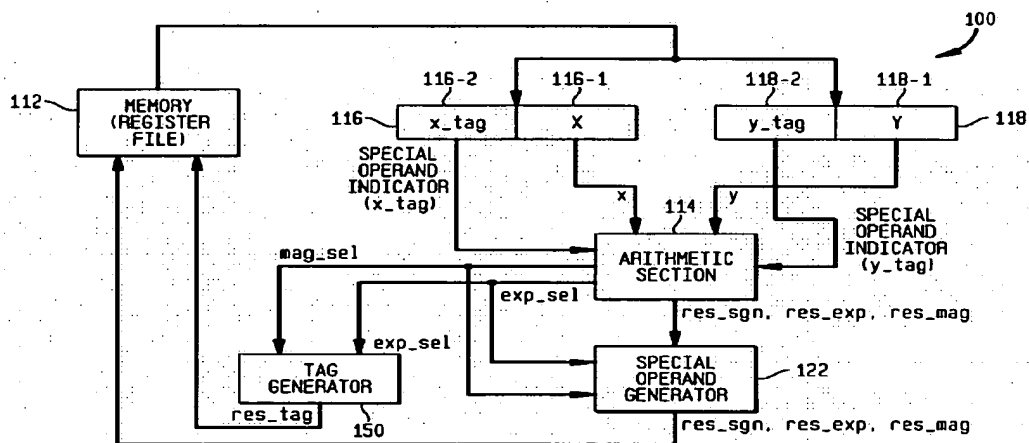 100
112
MEMORY
(REGISTER
FILE)
116-2
116-1
118-2
118-1
116
x_tag
X
y_tag
Y
118
SPECIAL
OPERAND
INDICATOR
(x_tag)
x
y
114
ARITHMETIC
SECTION
SPECIAL
OPERAND
INDICATOR
(y_tag)
mag_sel
exp_sel
res_sgn, res_exp, res_mag
exp_sel
TAG
GENERATOR
SPECIAL
OPERAND
GENERATOR
122
res_tag
150
res_sgn, res_exp, res_mag